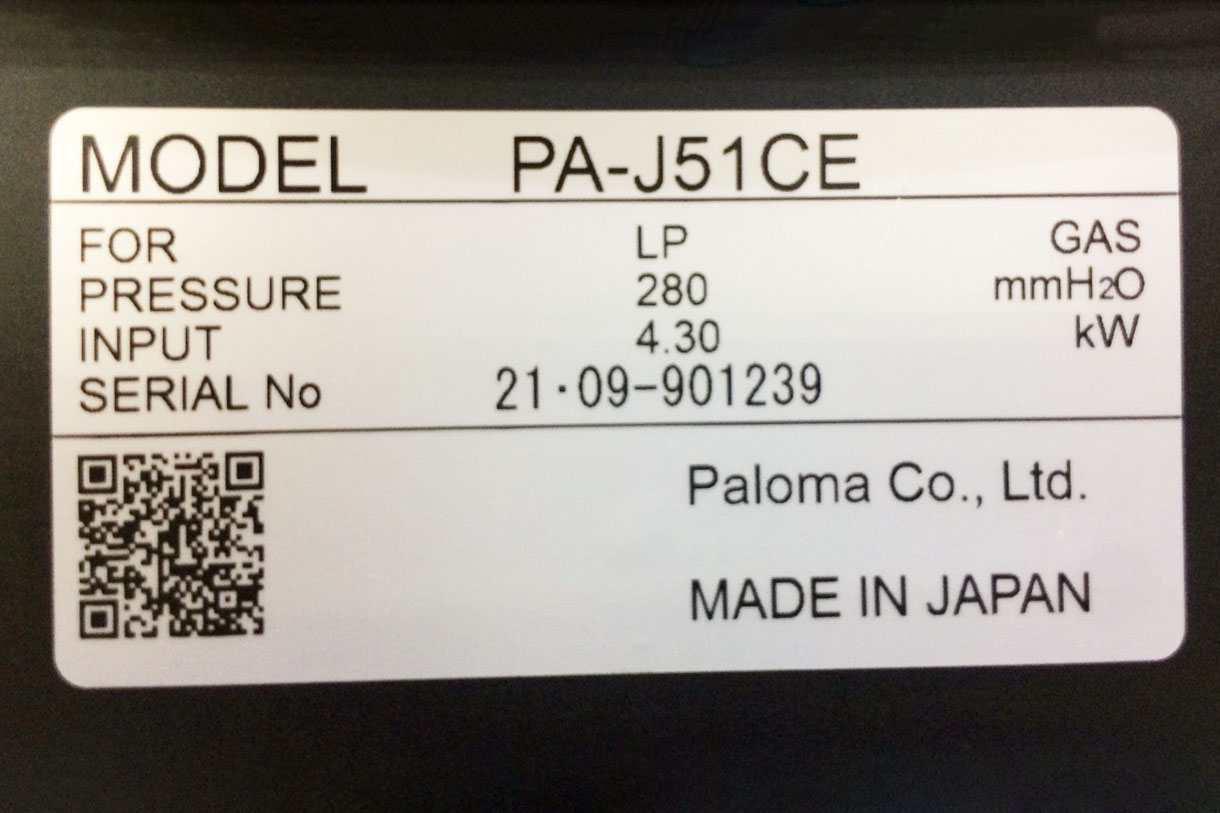 MODEL PA-J51CE
FOR LP GAS
PRESSURE 280 mmH2O
INPUT 4.30 kW
SERIAL No 21·09-901239
Paloma Co., Ltd.
MADE IN JAPAN